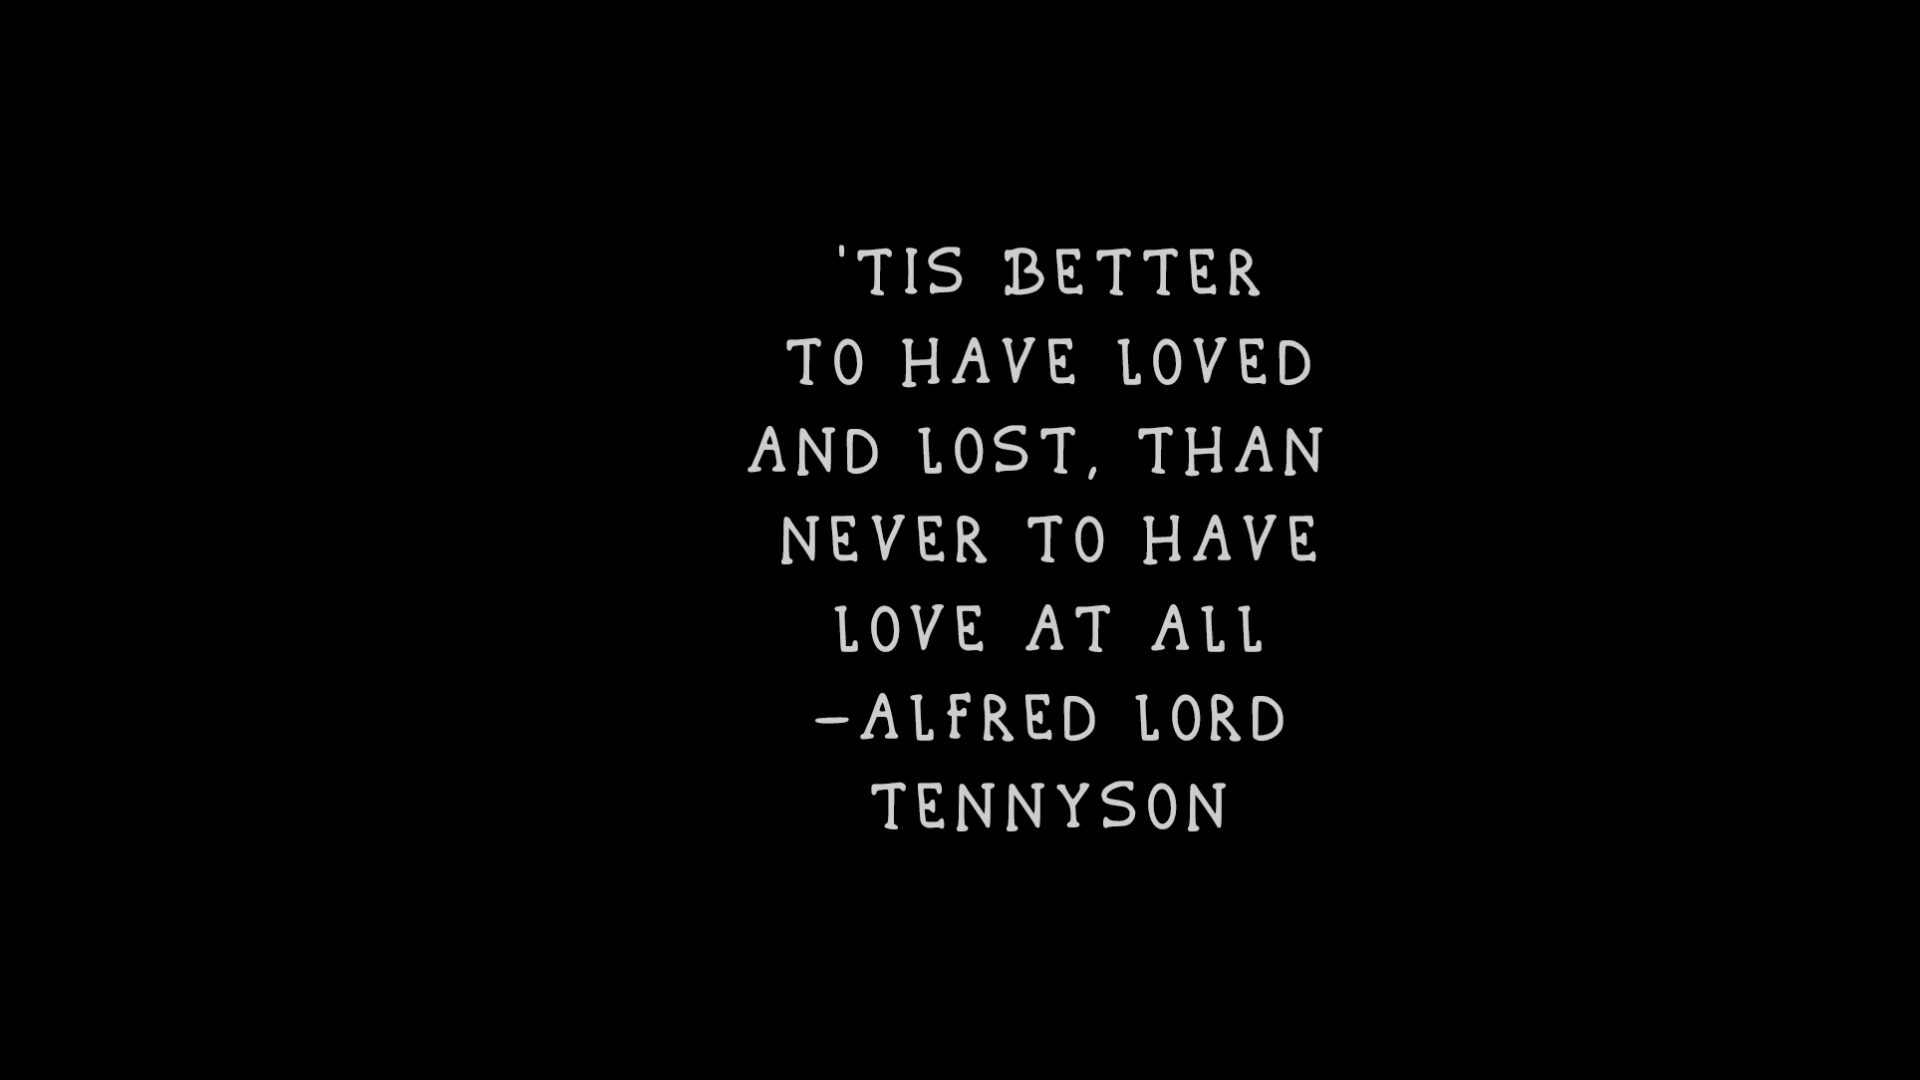 'TIS BETTER
TO HAVE LOVED
AND LOST, THAN
NEVER TO HAVE
LOVE AT ALL
-ALFRED LORD
TENNYSON